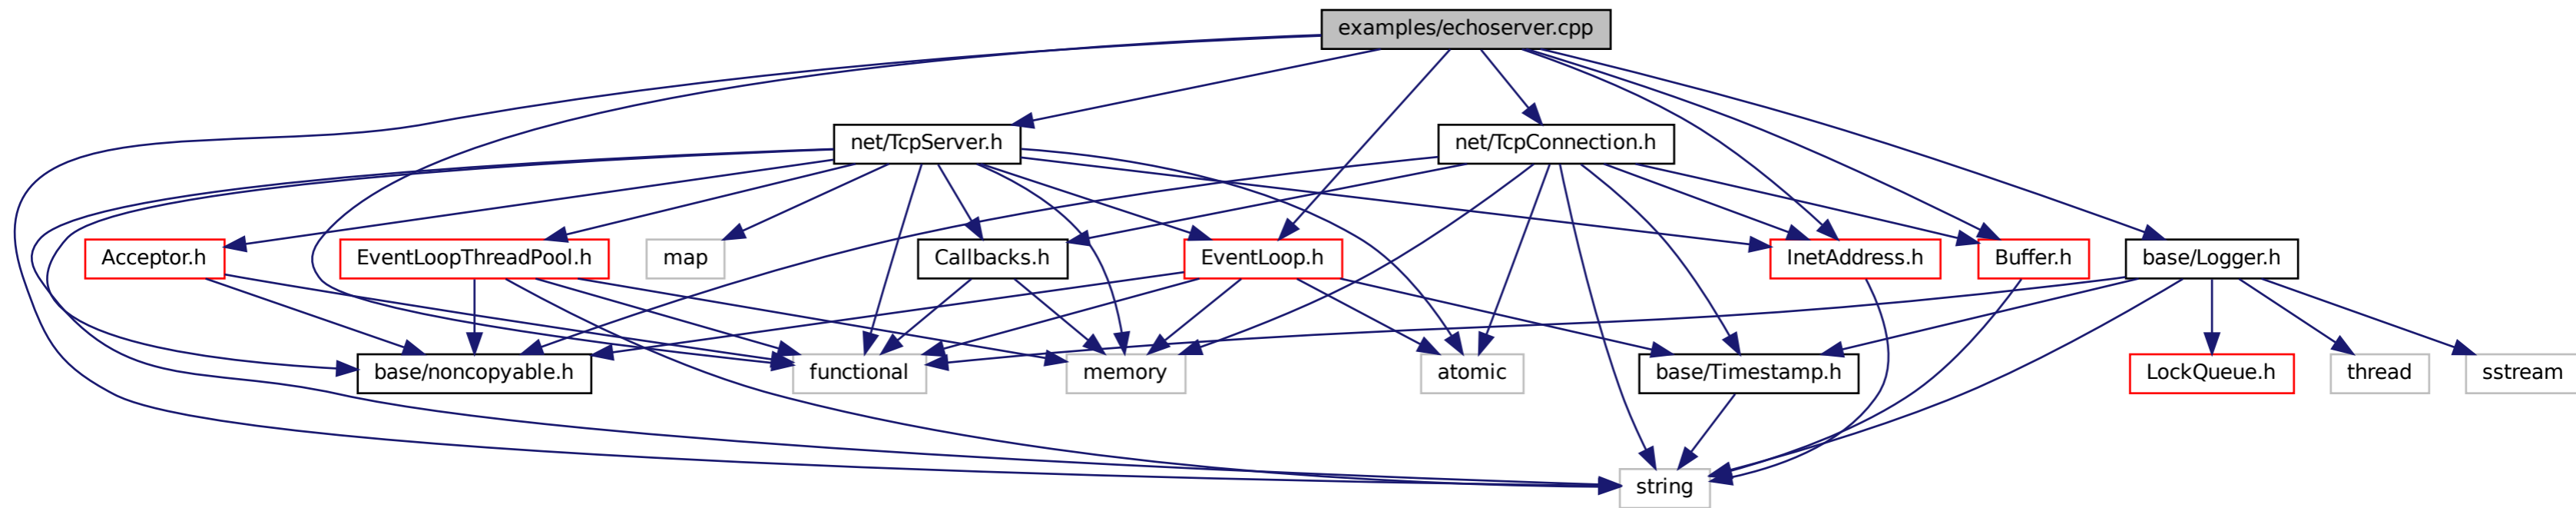 examples/echoserver.cpp
net/TcpServer.h
net/TcpConnection.h
Acceptor.h
EventLoopThreadPool.h
map
Callbacks.h
EventLoop.h
InetAddress.h
Buffer.h
base/Logger.h
base/noncopyable.h
functional
memory
atomic
base/Timestamp.h
LockQueue.h
thread
sstream
string